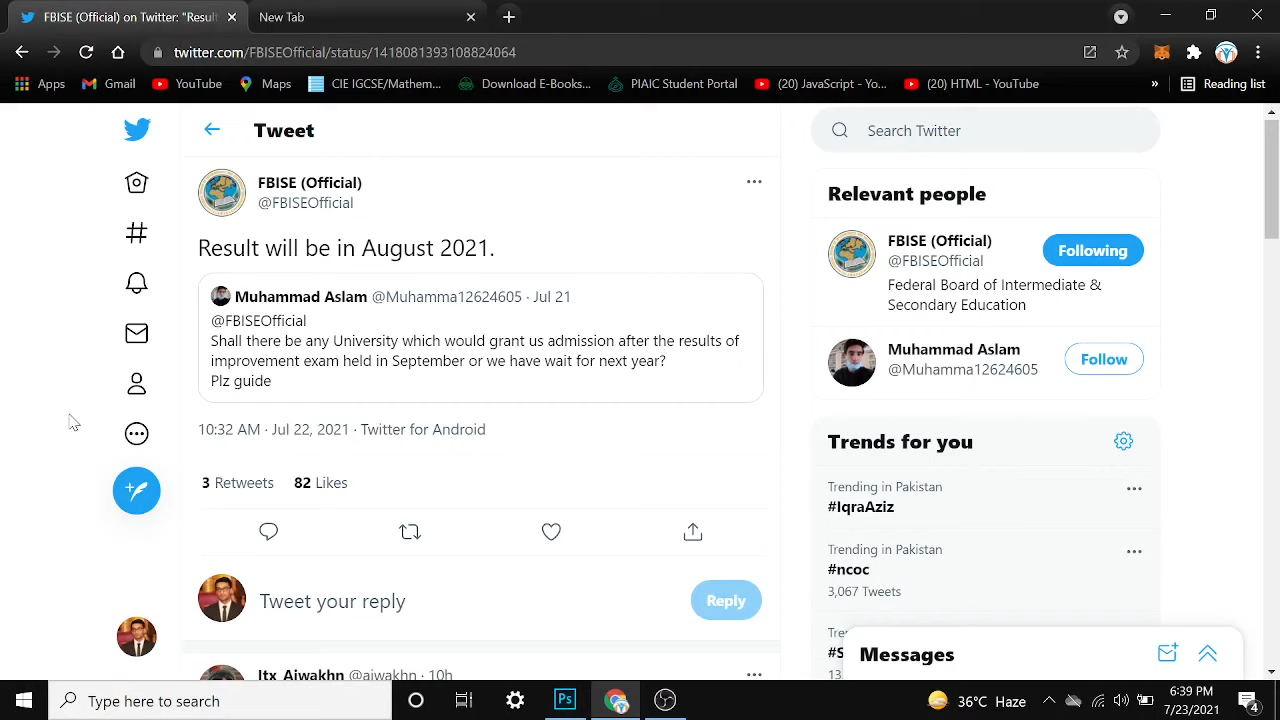 FBISE (Official) on Twitter: "Resul
New Tab
twitter.com/FBISEOfficial/status/1418081393108824064
Apps
Gmail
YouTube
Maps
CIE IGCSE/Mathem...
Download E-Books...
PIAIC Student Portal
(20) JavaScript - Yo...
(20) HTML - YouTube
»
Reading list
Tweet
FBISE (Official)
@FBISEOfficial
Result will be in August 2021.
Muhammad Aslam @Muhamma12624605 · Jul 21
@FBISEOfficial
Shall there be any University which would grant us admission after the results of
improvement exam held in September or we have wait for next year?
Plz guide
10:32 AM · Jul 22, 2021 · Twitter for Android
3 Retweets 82 Likes
Tweet your reply
Reply
Itx_Aiwakhn @aiwakhn · 10h
Search Twitter
Relevant people
FBISE (Official)
@FBISEOfficial
Following
Federal Board of Intermediate &
Secondary Education
Muhammad Aslam
@Muhamma12624605
Follow
Trends for you
Trending in Pakistan
#IqraAziz
Trending in Pakistan
#ncoc
3,067 Tweets
Messages
Type here to search
Ps
36°C Haze
6:39 PM
7/23/2021
4